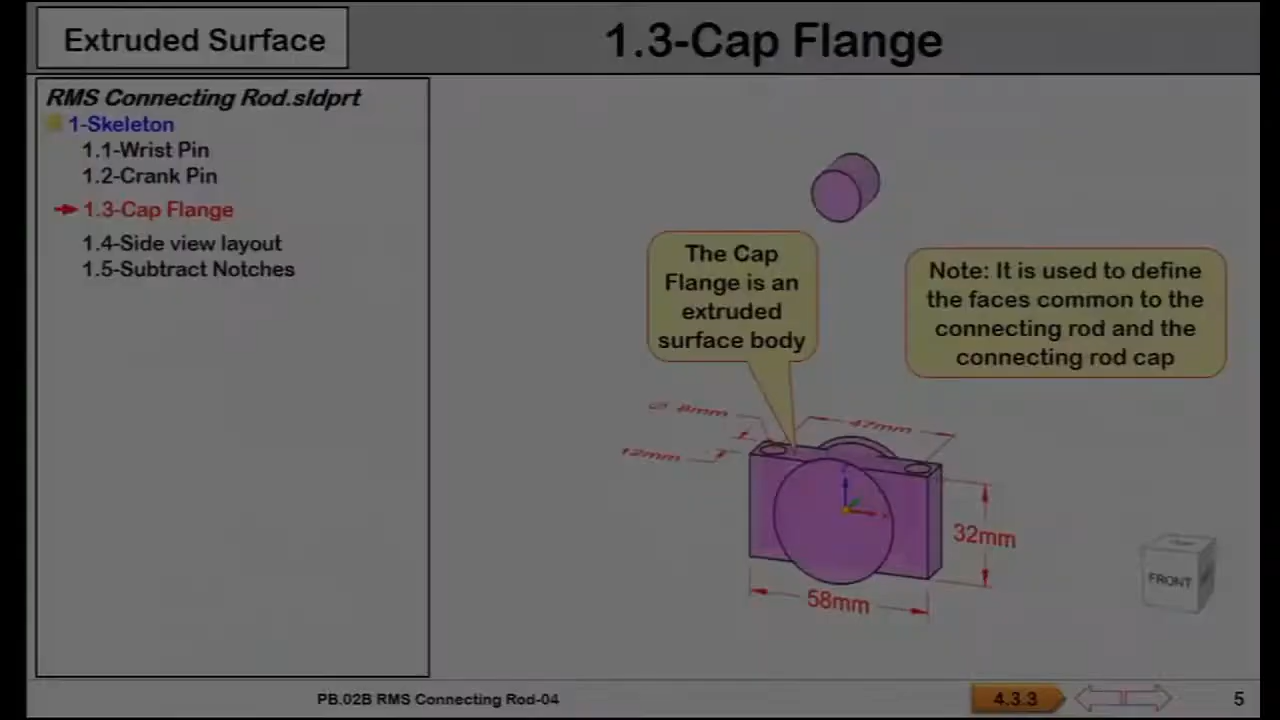 Extruded Surface
1.3-Cap Flange
RMS Connecting Rod.sldprt
1-Skeleton
1.1-Wrist Pin
1.2-Crank Pin
1.3-Cap Flange
1.4-Side view layout
1.5-Subtract Notches
The Cap
Flange is an
extruded
surface body
Note: It is used to define
the faces common to the
connecting rod and the
connecting rod cap
∅ 8mm
47mm
12mm
32mm
58mm
FRONT
PB.02B RMS Connecting Rod-04
4.3.3
5